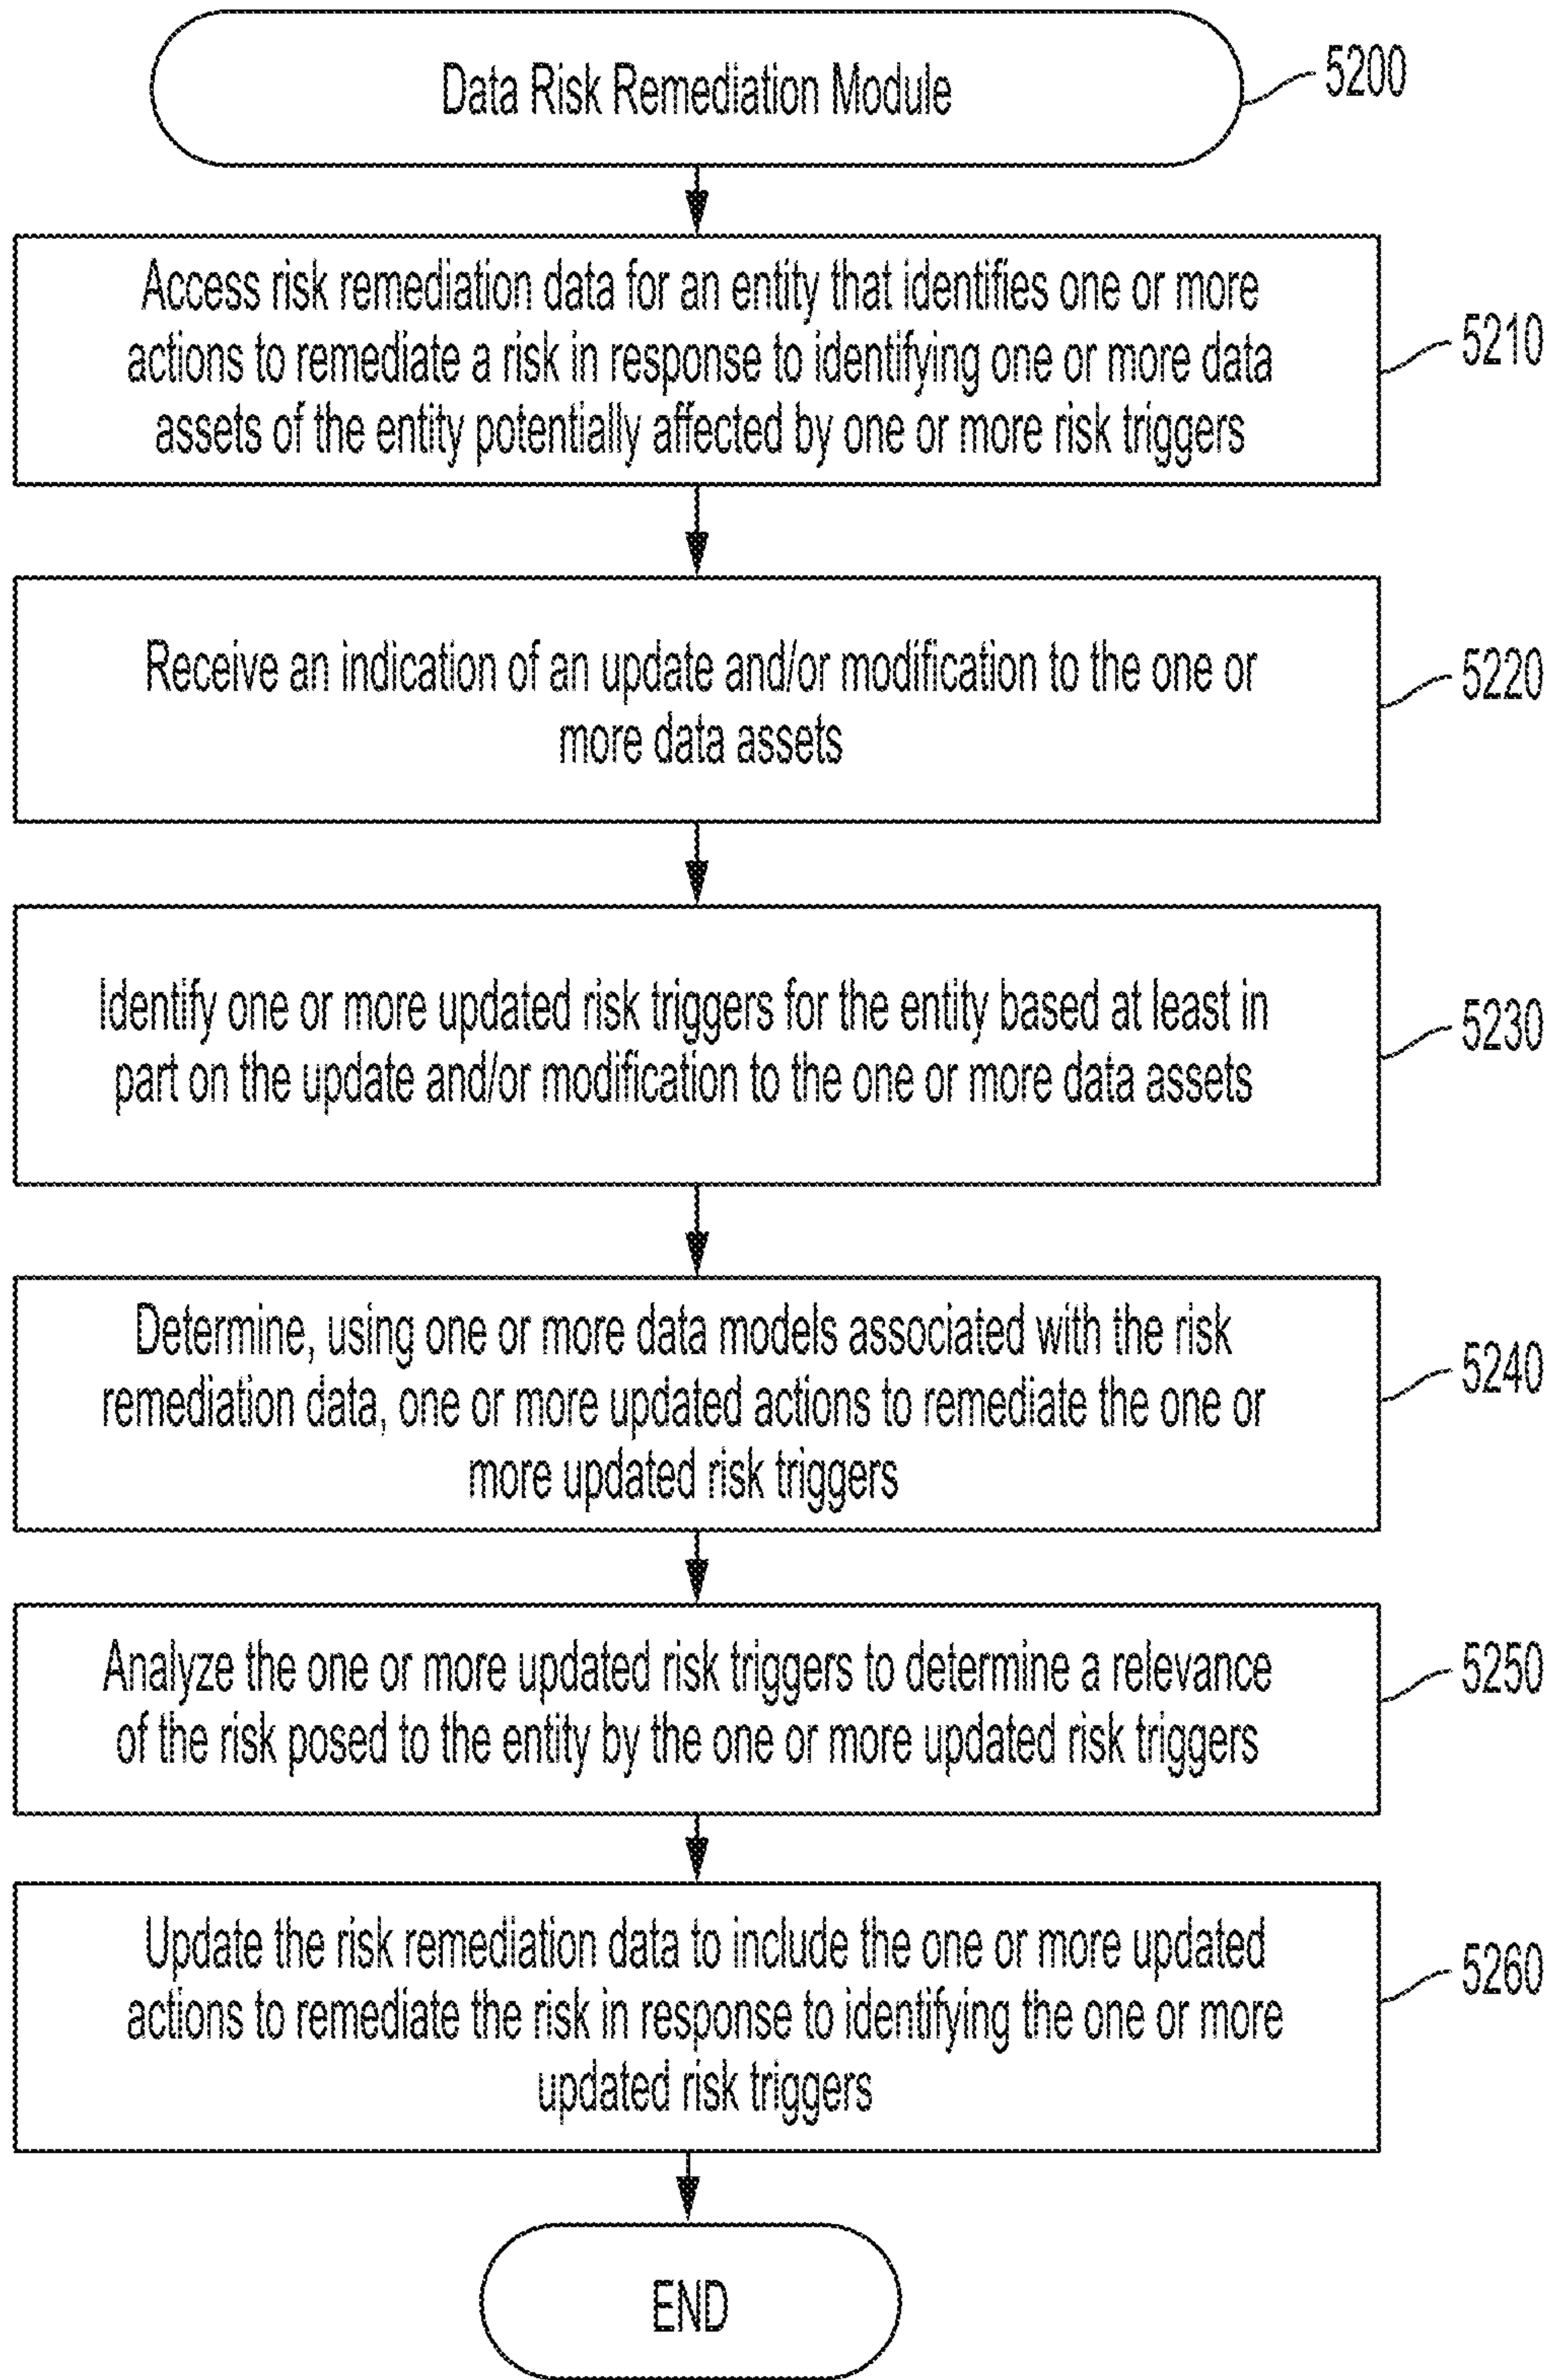 Data Risk Remediation Module
5200
Access risk remediation data for an entity that identifies one or more
actions to remediate a risk in response to identifying one or more data
assets of the entity potentially affected by one or more risk triggers
5210
Receive an indication of an update and/or modification to the one or
more data assets
5220
Identify one or more updated risk triggers for the entity based at least in
part on the update and/or modification to the one or more data assets
5230
Determine, using one or more data models associated with the risk
remediation data, one or more updated actions to remediate the one or
more updated risk triggers
5240
Analyze the one or more updated risk triggers to determine a relevance
of the risk posed to the entity by the one or more updated risk triggers
5250
Update the risk remediation data to include the one or more updated
actions to remediate the risk in response to identifying the one or more
updated risk triggers
5260
END